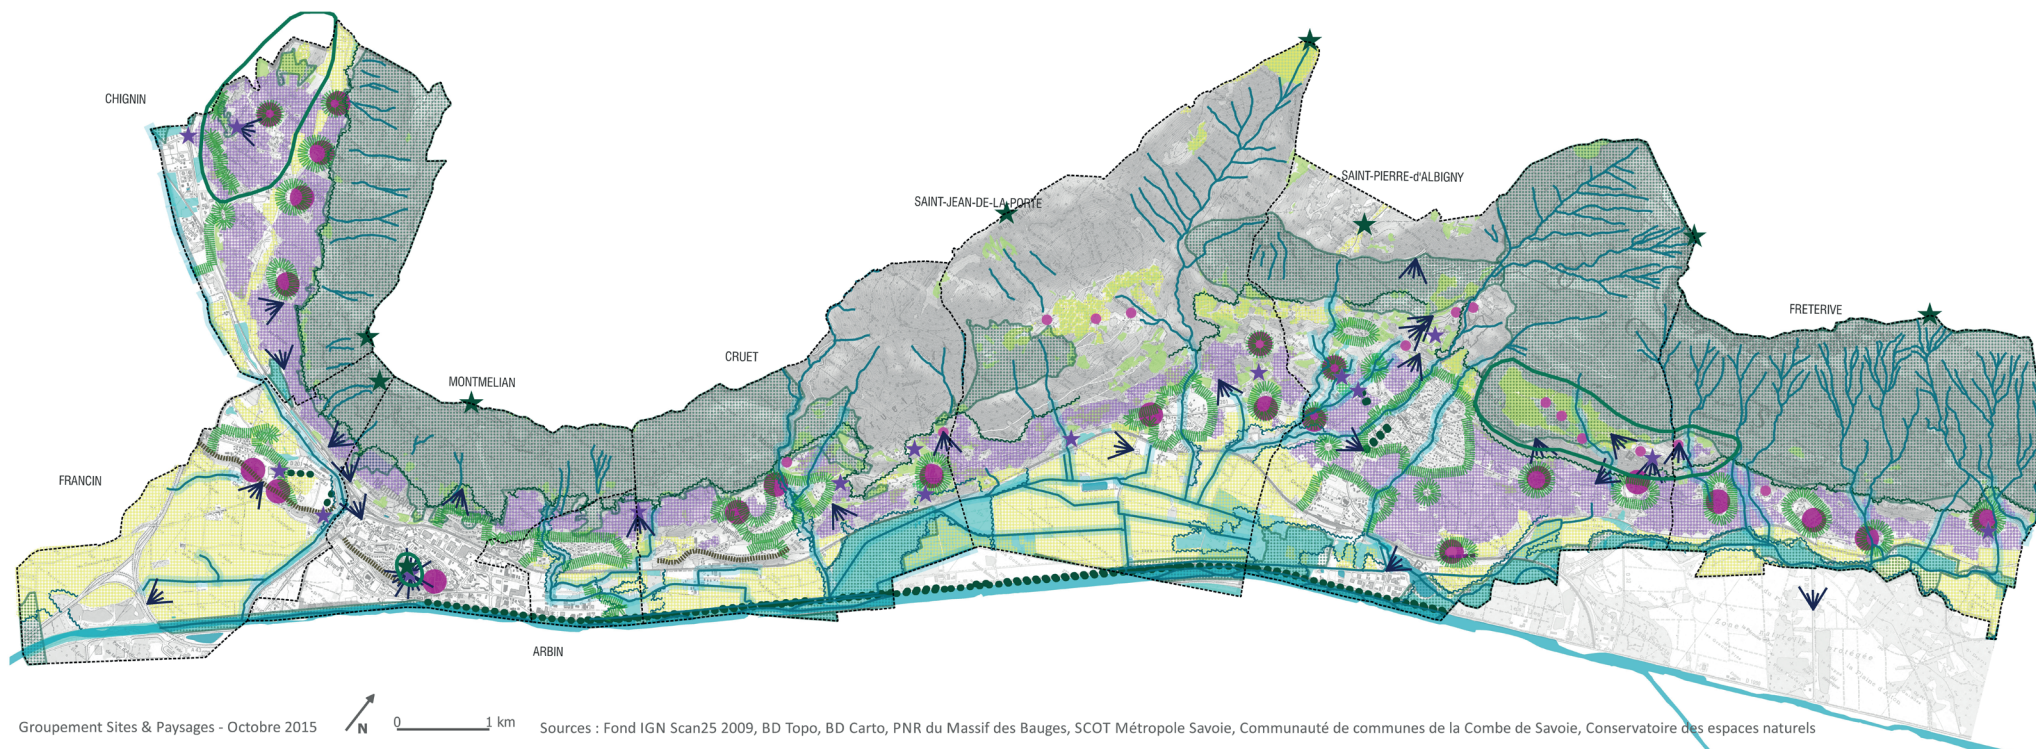 CHIGNIN
SAINT-PIERRE-d'ALBIGNY
SAINT-JEAN-DE-LA-PORTE
FRETERIVE
CRUET
MONTMELIAN
FRANCIN
ARBIN
Groupement Sites & Paysages - Octobre 2015
N
0 1 km
Sources : Fond IGN Scan25 2009, BD Topo, BD Carto, PNR du Massif des Bauges, SCOT Métropole Savoie, Communauté de communes de la Combe de Savoie, Conservatoire des espaces naturels